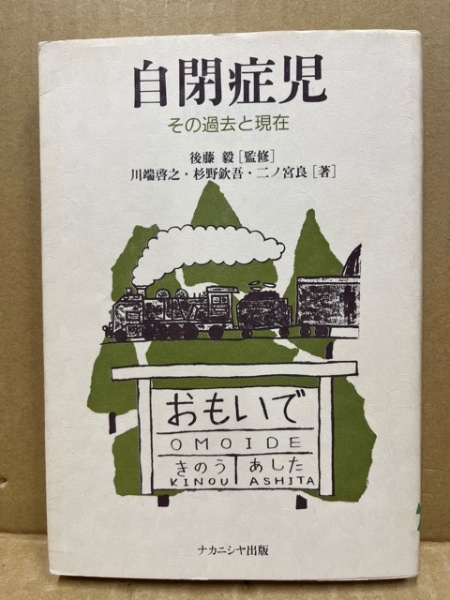 自閉症児
その過去と現在
後藤 毅[監修]
川端啓之・杉野欽吾・二ノ宮良[著]
おもいで
OMOIDE
きのう あした
KINOU ASHITA
ナカニシヤ出版